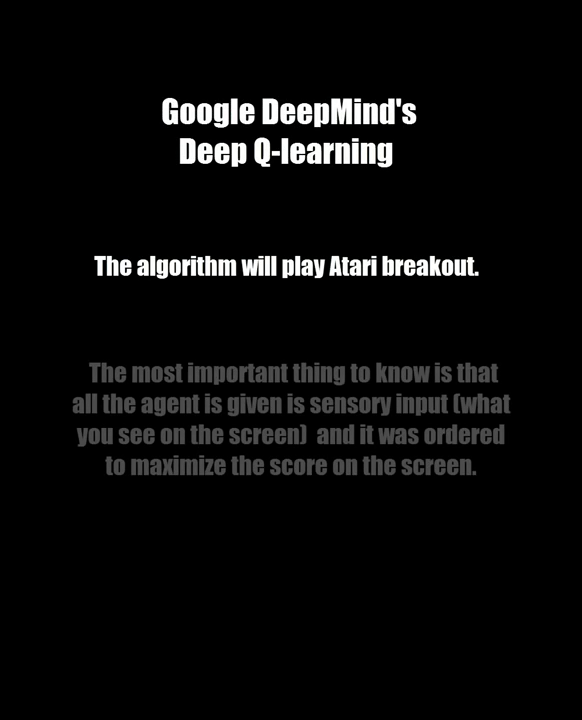 Google DeepMind's
Deep Q-learning
The algorithm will play Atari breakout.
The most important thing to know is that
all the agent is given is sensory input (what
you see on the screen)  and it was ordered
to maximize the score on the screen.